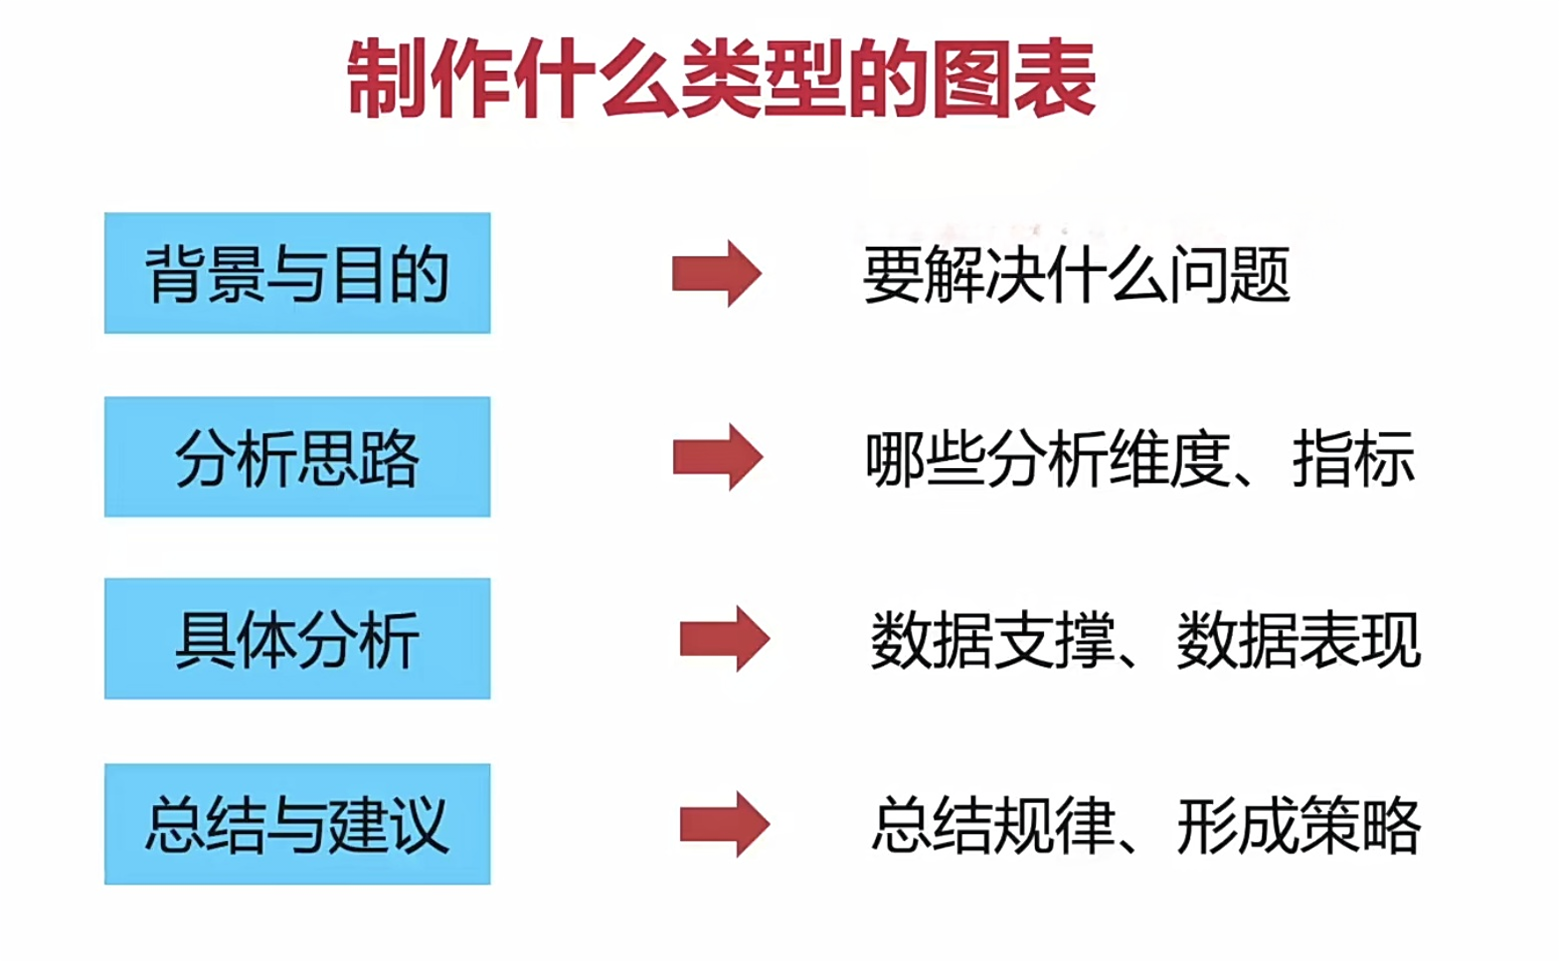 制作什么类型的图表
背景与目的
要解决什么问题
分析思路
哪些分析维度、指标
具体分析
数据支撑、数据表现
总结与建议
总结规律、形成策略